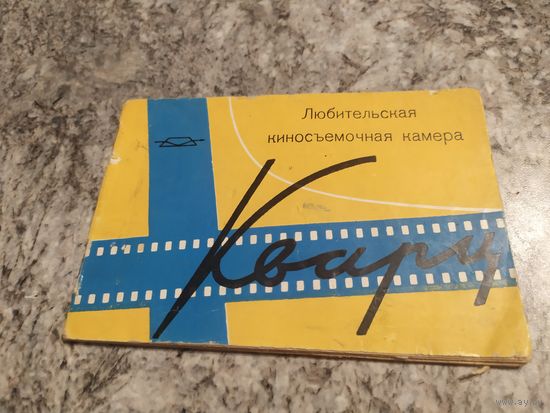 Любительская
киносъемочная камера
Кварц